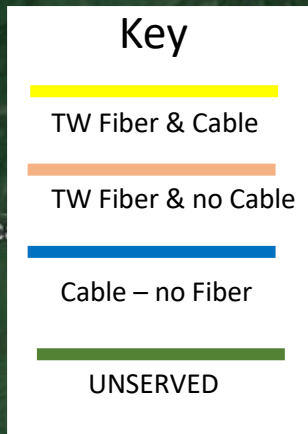 Key
TW Fiber & Cable
TW Fiber & no Cable
Cable – no Fiber
UNSERVED